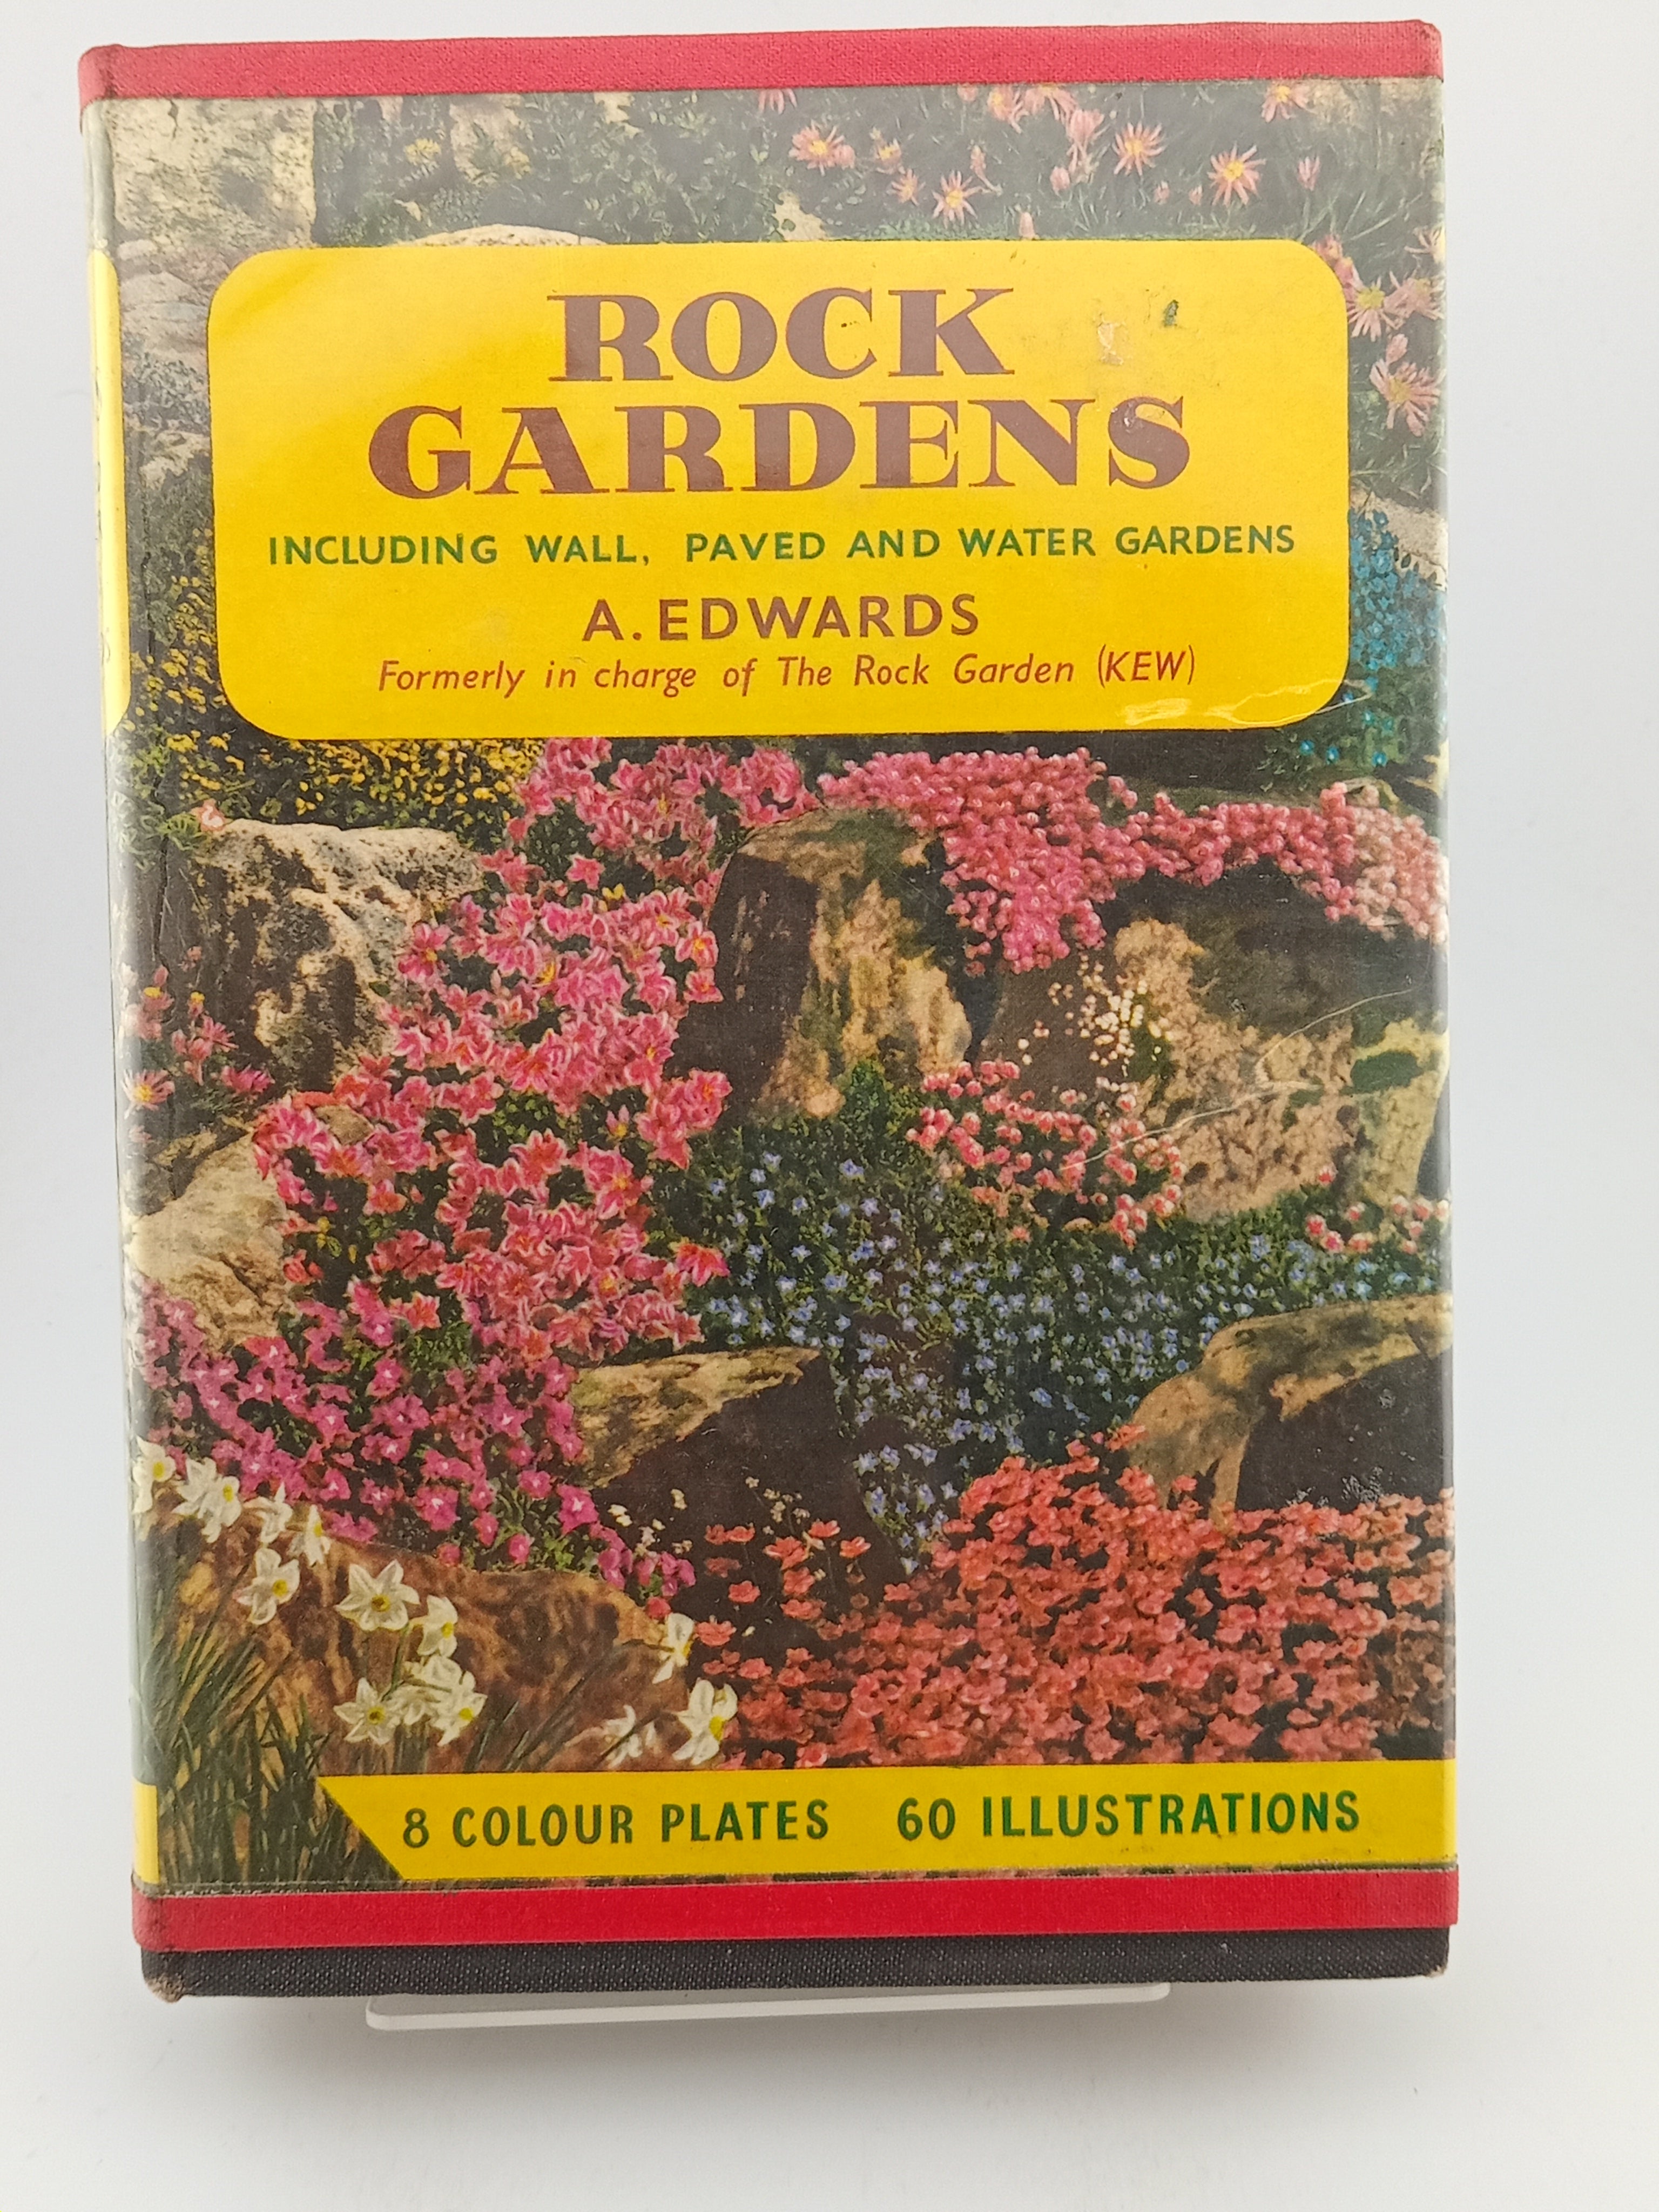 ROCK
GARDENS
INCLUDING WALL, PAVED AND WATER GARDENS
A. EDWARDS
Formerly in charge of The Rock Garden (KEW)
8 COLOUR PLATES 60 ILLUSTRATIONS